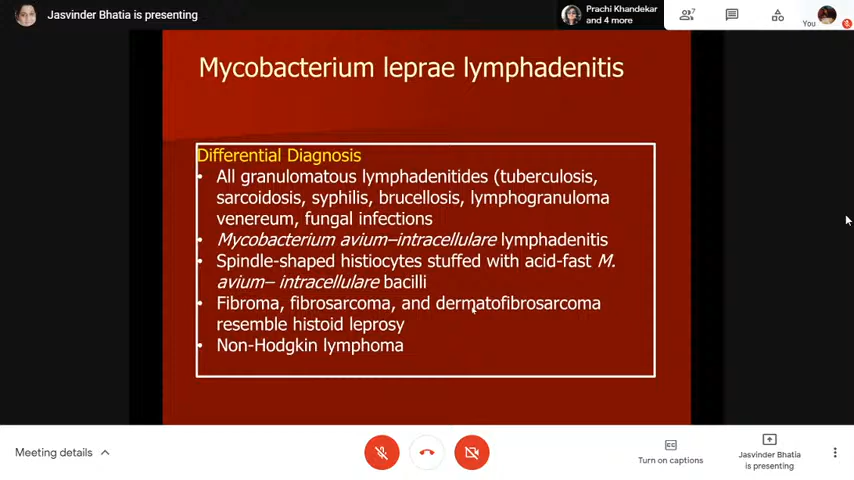 Jasvinder Bhatia is presenting
Prachi Khandekar
and 4 more
7
You
Mycobacterium leprae lymphadenitis
Differential Diagnosis
• All granulomatous lymphadenitides (tuberculosis,
sarcoidosis, syphilis, brucellosis, lymphogranuloma
venereum, fungal infections
• Mycobacterium avium–intracellulare lymphadenitis
• Spindle-shaped histiocytes stuffed with acid-fast M.
avium– intracellulare bacilli
• Fibroma, fibrosarcoma, and dermatofibrosarcoma
resemble histoid leprosy
• Non-Hodgkin lymphoma
Meeting details
Turn on captions
Jasvinder Bhatia
is presenting